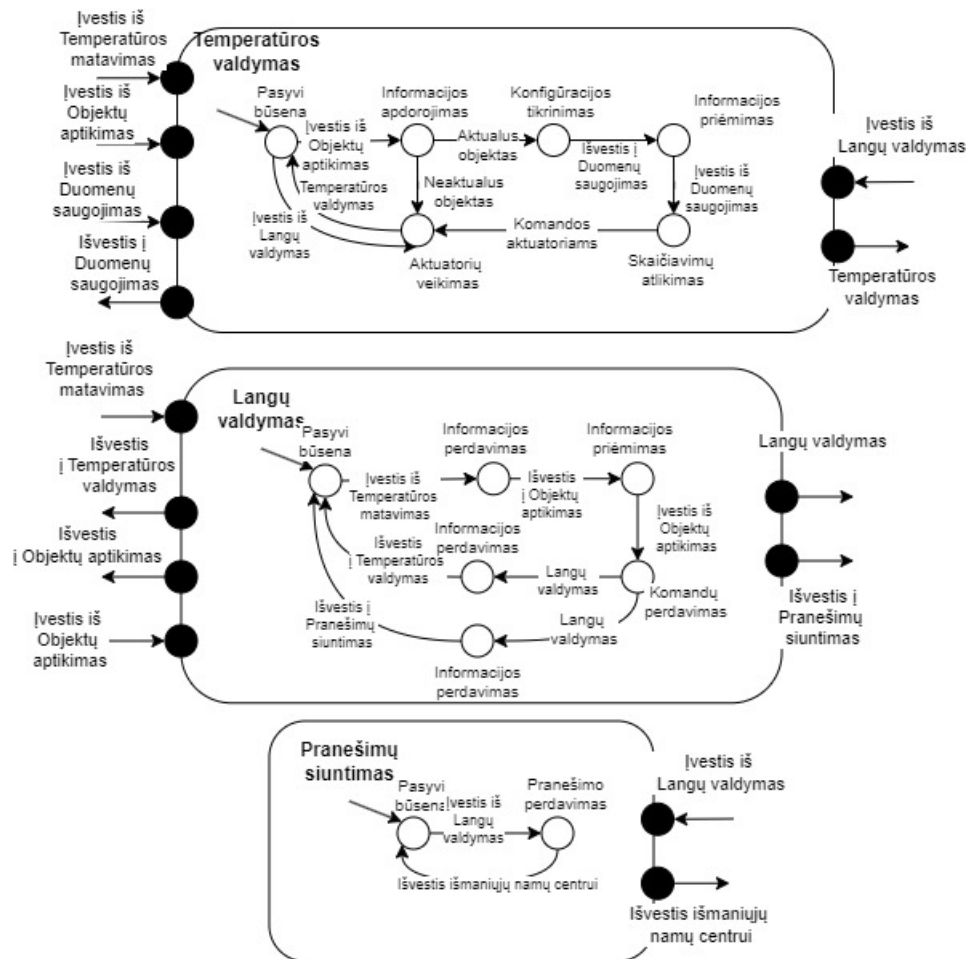 Įvestis iš
Temperatūros
matavimas
Įvestis iš
Objektų
aptikimas
Įvestis iš
Duomenų
saugojimas
Išvestis į
Duomenų
saugojimas
Temperatūros
valdymas
Pasyvi
būsena
Įvestis iš
Objektų
aptikimas
Informacijos
apdorojimas
Aktualus
objektas
Konfigūracijos
tikrinimas
Išvestis į
Duomenų
saugojimas
Informacijos
priėmimas
Įvestis iš
Duomenų
saugojimas
Neaktualus
objektas
Temperatūros
valdymas
Įvestis iš
Langų
valdymas
Aktuatorių
veikimas
Komandos
aktuatoriams
Skaičiavimų
atlikimas
Įvestis iš
Langų valdymas
Temperatūros
valdymas
Įvestis iš
Temperatūros
matavimas
Išvestis
į Temperatūros
valdymas
Išvestis
į Objektų aptikimas
Įvestis iš
Objektų
aptikimas
Langų
valdymas
Pasyvi
būsena
Įvestis iš
Temperatūros
matavimas
Informacijos
perdavimas
Išvestis
į Objektų
aptikimas
Informacijos
priėmimas
Įvestis iš
Objektų
aptikimas
Informacijos
perdavimas
Išvestis
į Temperatūros
valdymas
Langų
valdymas
Komandų
perdavimas
Išvestis į
Pranešimų
siuntimas
Langų
valdymas
Informacijos
perdavimas
Langų valdymas
Išvestis į
Pranešimų
siuntimas
Pranešimų
siuntimas
Pasyvi
būsena
Įvestis iš
Langų
valdymas
Pranešimo
perdavimas
Išvestis išmaniųjų namų centrui
Įvestis iš
Langų valdymas
Išvestis išmaniųjų
namų centrui